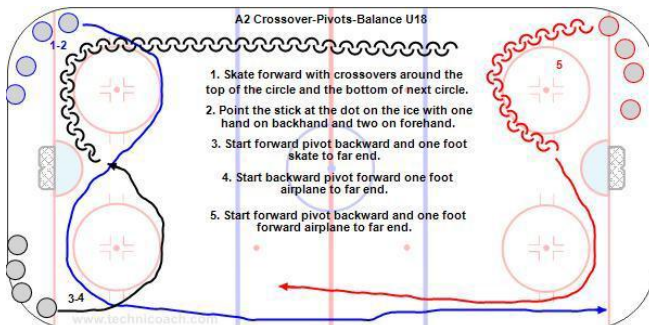 A2 Crossover-Pivots-Balance U18
1-2
5
1. Skate forward with crossovers around the
top of the circle and the bottom of next circle.
2. Point the stick at the dot on the ice with one
hand on backhand and two on forehand.
3. Start forward pivot backward and one foot
skate to far end.
4. Start backward pivot forward one foot
airplane to far end.
5. Start forward pivot backward and one foot
forward airplane to far end.
3-4
www.technicoach.com